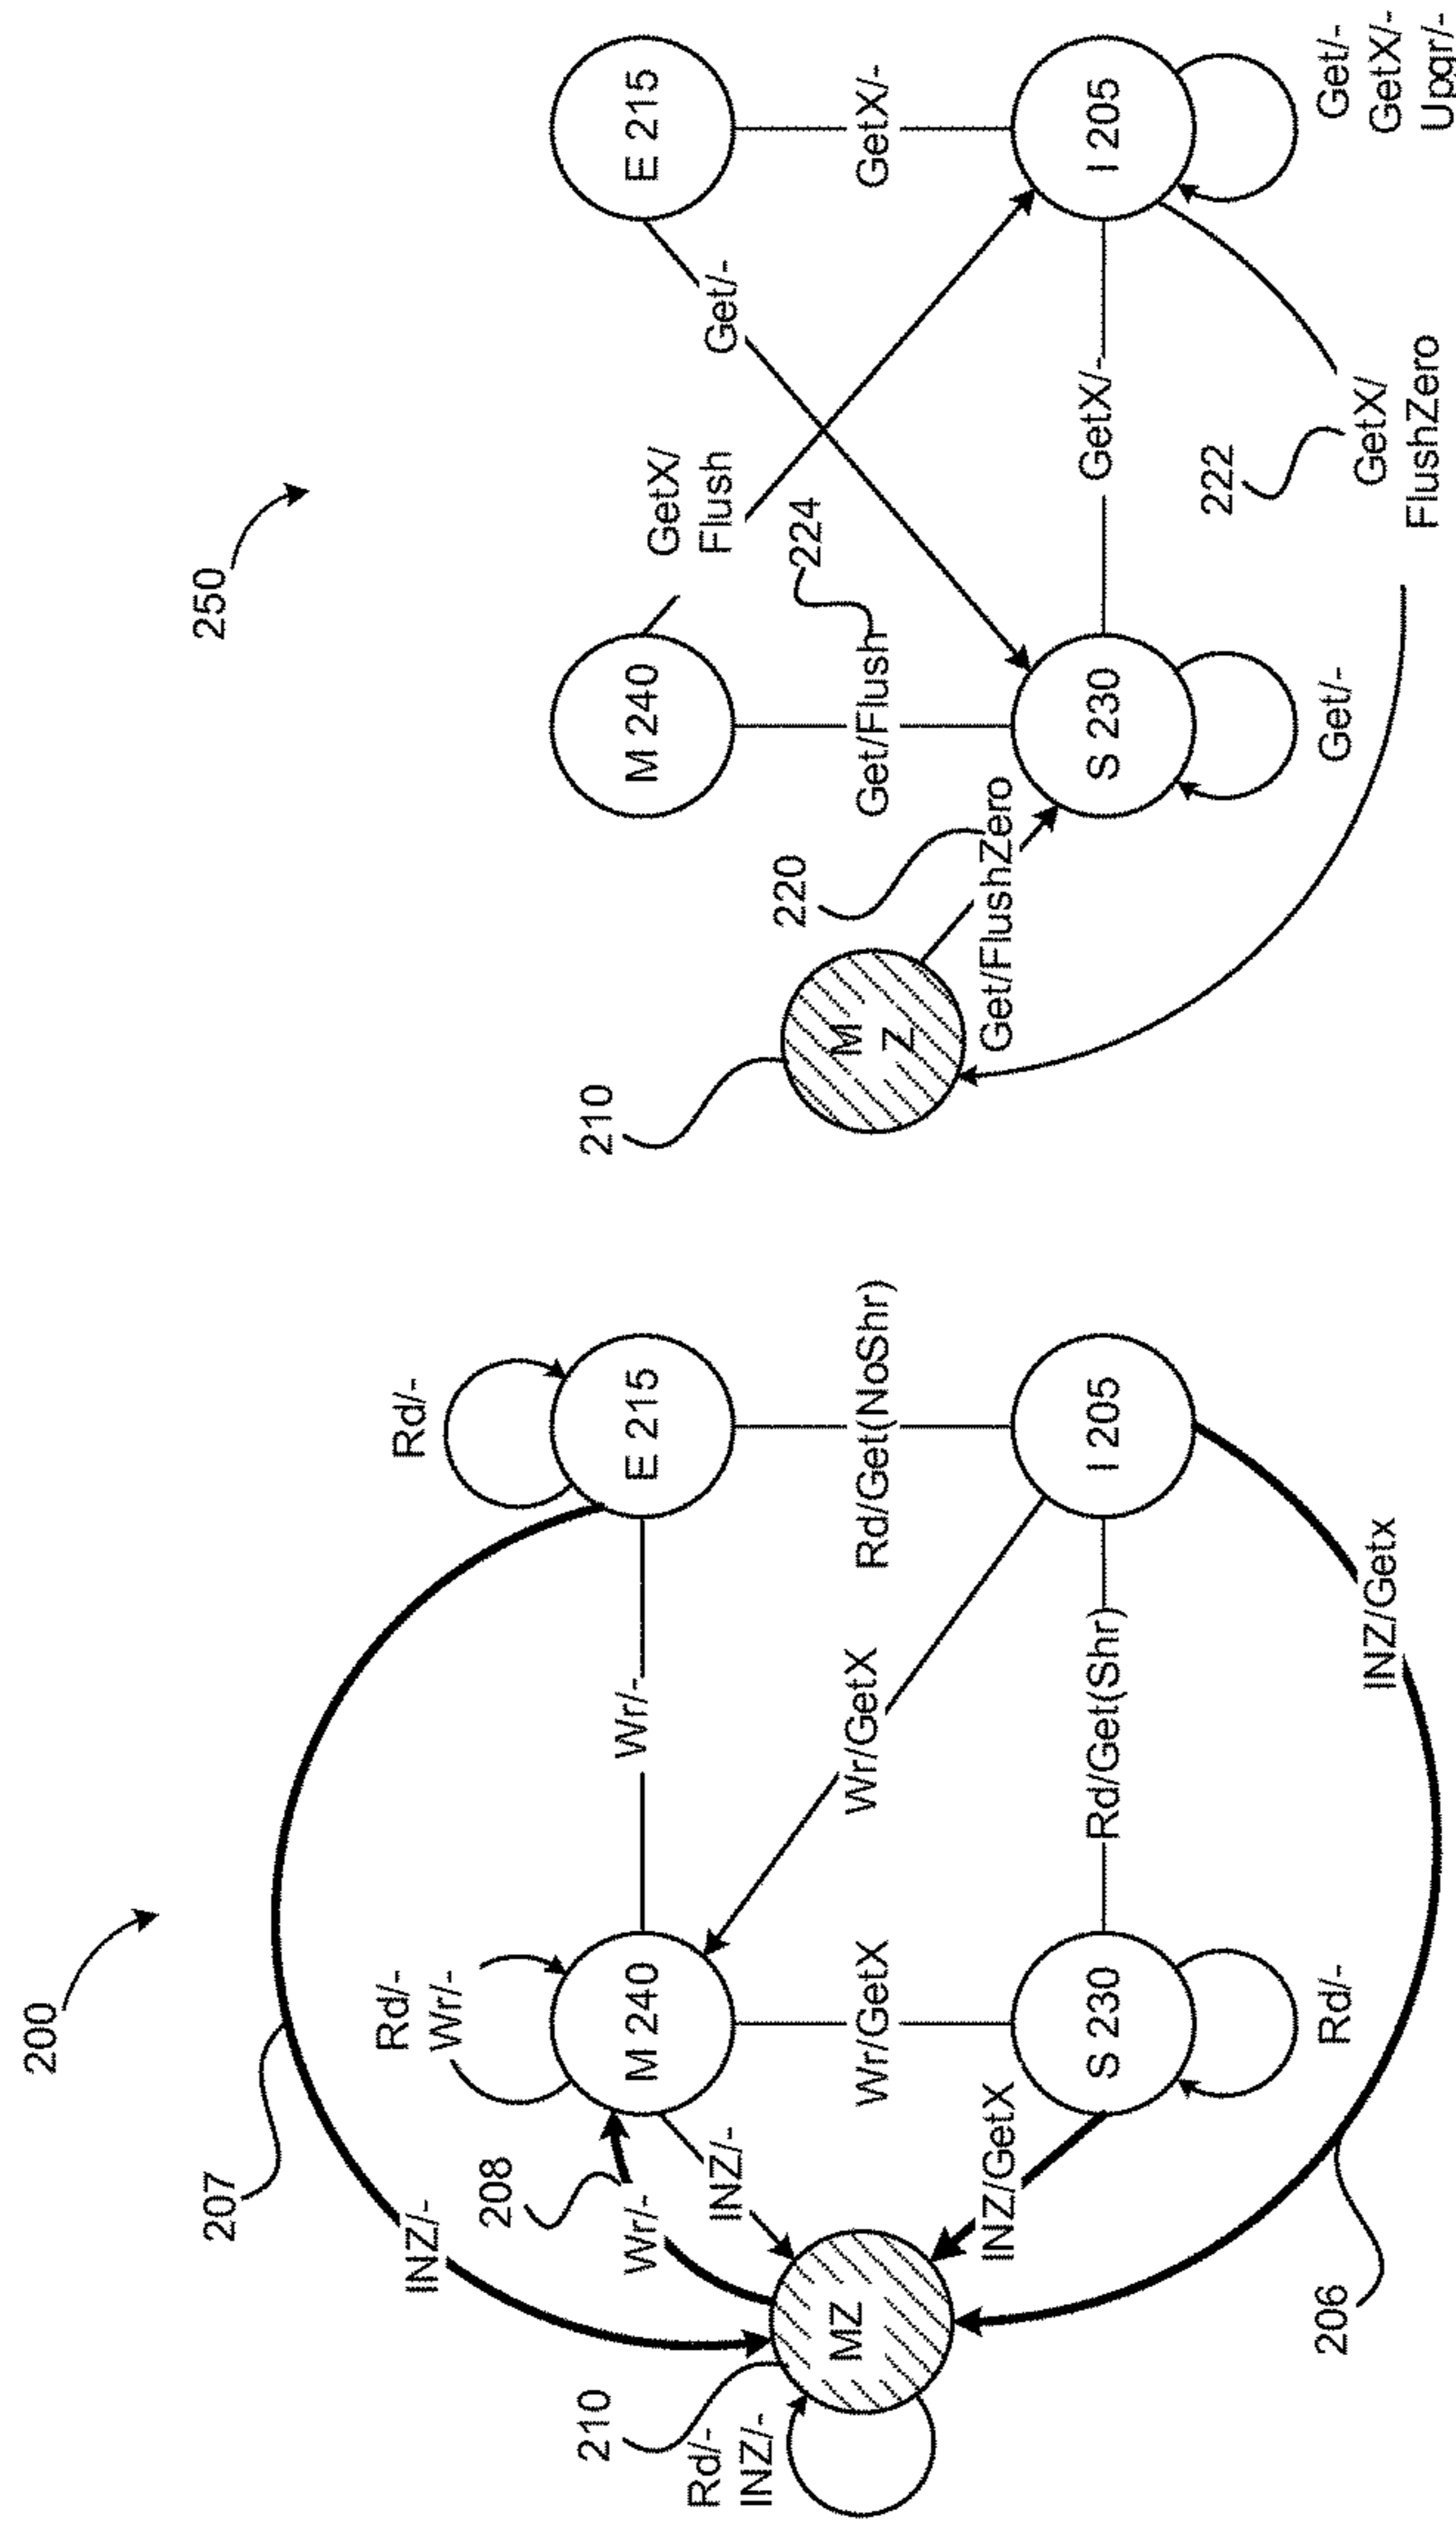 200
207
INZ/-
Rd/-
Wr/-
Rd/-
M 240
Wr/-
E 215
208
Wr/-
INZ/-
210
Rd/-
INZ/-
MZ
Wr/GetX
Wr/GetX
Rd/Get(NoShr)
INZ/GetX
S 230
Rd/Get(Shr)
I 205
Rd/-
INZ/Getx
206
250
M 240
GetX/
Flush
E 215
Get/-
210
M
Z
220
224
Get/Flush
GetX/-
Get/FlushZero
S 230
GetX/-
I 205
222
Get/-
GetX/
FlushZero
Get/-
GetX/-
Upgr/-